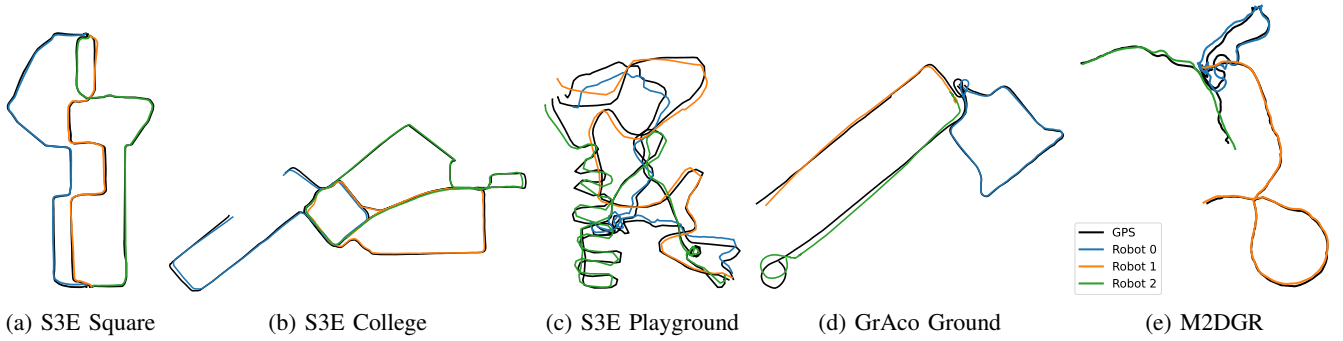 GPS
Robot 0
Robot 1
Robot 2
(a) S3E Square
(b) S3E College
(c) S3E Playground
(d) GrAco Ground
(e) M2DGR